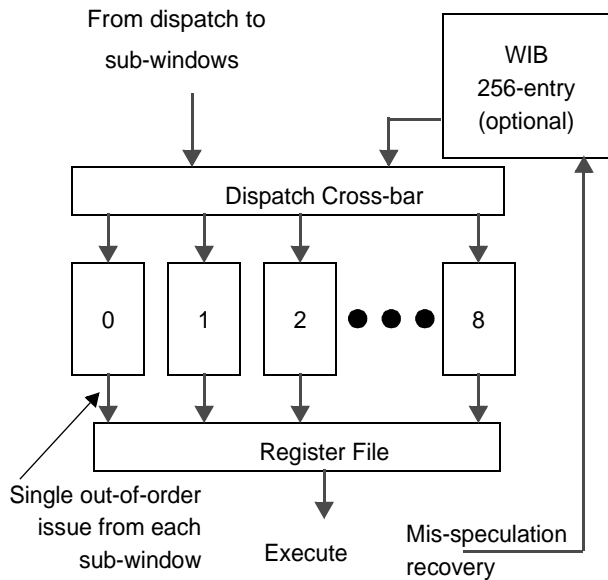 From dispatch to
sub-windows
WIB
256-entry
(optional)
Dispatch Cross-bar
0
1
2
8
Register File
Single out-of-order
issue from each
sub-window
Execute
Mis-speculation
recovery